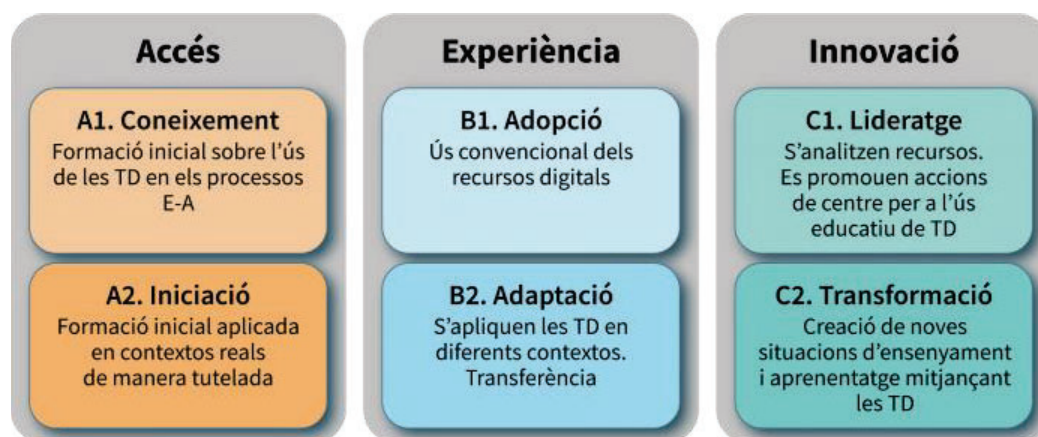 Accés
A1. Coneixement
Formació inicial sobre l'ús
de les TD en els processos
E-A
A2. Iniciació
Formació inicial aplicada
en contextos reals
de manera tutelada
Experiència
B1. Adopció
Ús convencional dels
recursos digitals
B2. Adaptació
S'apliquen les TD en
diferents contextos.
Transferència
Innovació
C1. Lideratge
S'analitzen recursos.
Es promouen accions
de centre per a l'ús
educatiu de TD
C2. Transformació
Creació de noves
situacions d'ensenyament
i aprenentatge mitjançant
les TD